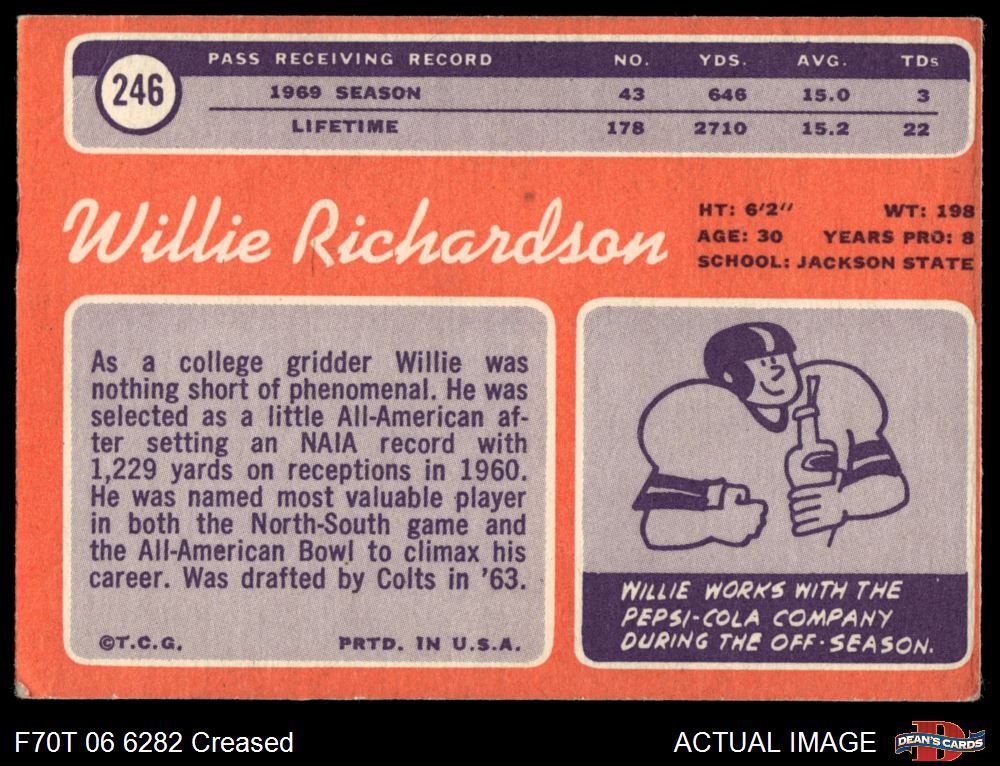 246
PASS RECEIVING RECORD NO. YDS. AVG. TDs
1969 SEASON 43 646 15.0 3
LIFETIME 178 2710 15.2 22
Willie Richardson
HT: 6'2" WT: 198
AGE: 30 YEARS PRO: 8
SCHOOL: JACKSON STATE
As a college gridder Willie was
nothing short of phenomenal. He was
selected as a little All-American af-
ter setting an NAIA record with
1,229 yards on receptions in 1960.
He was named most valuable player
in both the North-South game and
the All-American Bowl to climax his
career. Was drafted by Colts in '63.
©T.C.G. PRTD. IN U.S.A.
WILLIE WORKS WITH THE
PEPSI-COLA COMPANY
DURING THE OFF-SEASON.
F70T 06 6282 Creased
ACTUAL IMAGE
D
DEAN'S CARDS